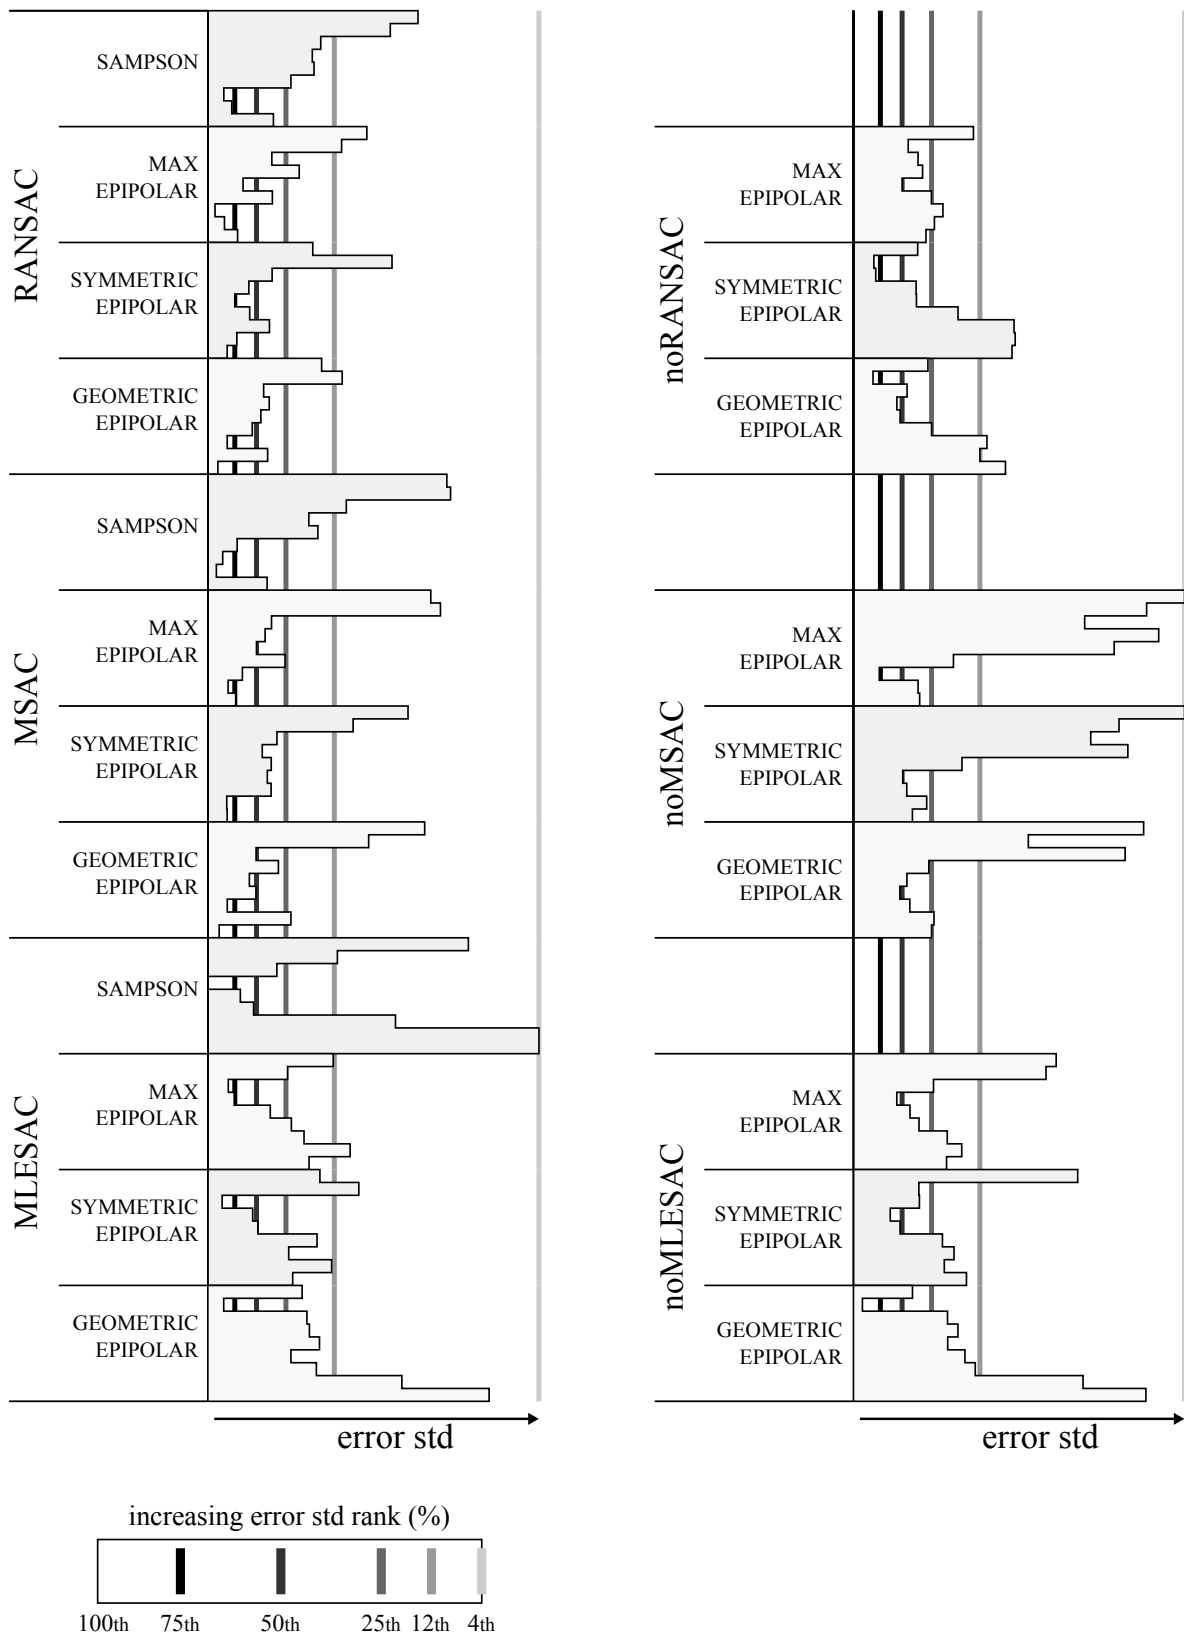 RANSAC
SAMPSON
MAX
EPIPOLAR
SYMMETRIC
EPIPOLAR
GEOMETRIC
EPIPOLAR
MSAC
SAMPSON
MAX
EPIPOLAR
SYMMETRIC
EPIPOLAR
GEOMETRIC
EPIPOLAR
MLESAC
SAMPSON
MAX
EPIPOLAR
SYMMETRIC
EPIPOLAR
GEOMETRIC
EPIPOLAR
error std
noRANSAC
MAX
EPIPOLAR
SYMMETRIC
EPIPOLAR
GEOMETRIC
EPIPOLAR
noMSAC
MAX
EPIPOLAR
SYMMETRIC
EPIPOLAR
GEOMETRIC
EPIPOLAR
noMLESAC
MAX
EPIPOLAR
SYMMETRIC
EPIPOLAR
GEOMETRIC
EPIPOLAR
error std
increasing error std rank (%)
100th 75th 50th 25th 12th 4th